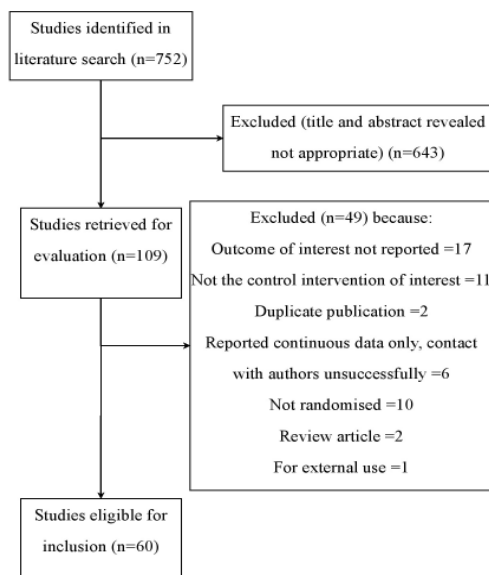 Studies identified in
literature search (n=752)
Excluded (title and abstract revealed
not appropriate) (n=643)
Studies retrieved for
evaluation (n=109)
Excluded (n=49) because:
Outcome of interest not reported =17
Not the control intervention of interest =11
Duplicate publication =2
Reported continuous data only, contact
with authors unsuccessfully =6
Not randomised =10
Review article =2
For external use =1
Studies eligible for
inclusion (n=60)